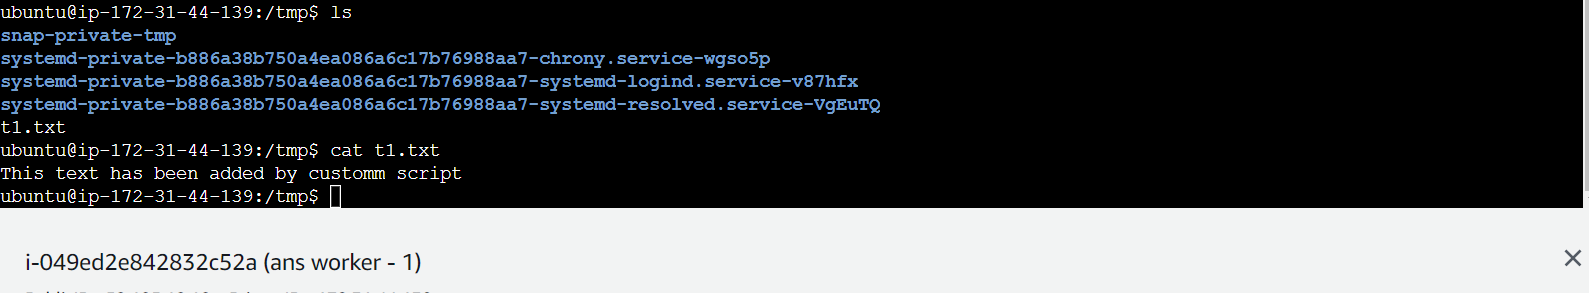 ubuntu@ip-172-31-44-139:/tmp$ ls
snap-private-tmp
systemd-private-b886a38b750a4ea086a6c17b76988aa7-chrony.service-wgso5p
systemd-private-b886a38b750a4ea086a6c17b76988aa7-systemd-logind.service-v87hfx
systemd-private-b886a38b750a4ea086a6c17b76988aa7-systemd-resolved.service-VgEuTQ
t1.txt
ubuntu@ip-172-31-44-139:/tmp$ cat t1.txt
This text has been added by customm script
ubuntu@ip-172-31-44-139:/tmp$
i-049ed2e842832c52a (ans worker - 1)